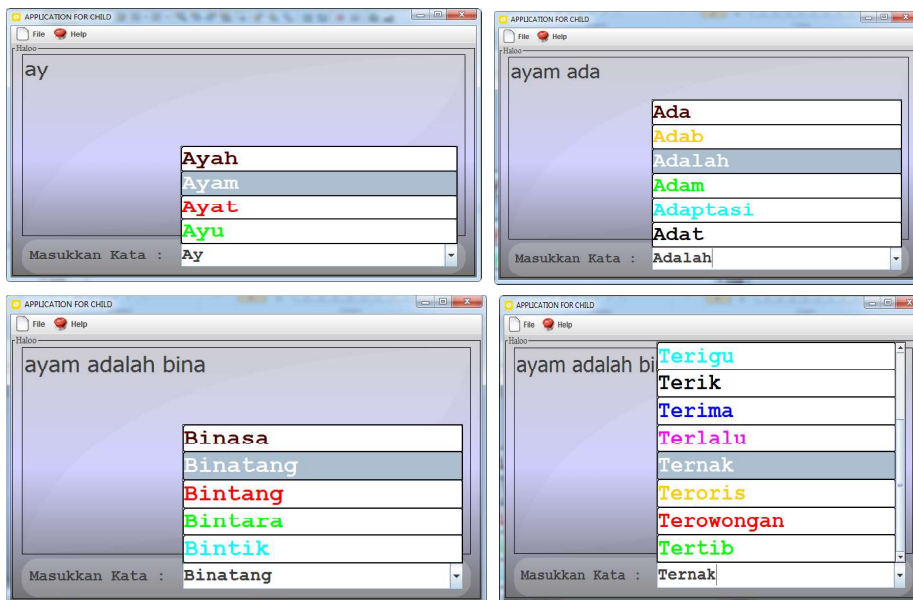 APPLICATION FOR CHILD
File Help
Haloo
ay
Ayah
Ayam
Ayat
Ayu
Masukkan Kata : Ay
APPLICATION FOR CHILD
File Help
Haloo
ayam ada
Ada
Adab
Adalah
Adam
Adaptasi
Adat
Masukkan Kata : Adalah
APPLICATION FOR CHILD
File Help
Haloo
ayam adalah bina
Binasa
Binatang
Bintang
Bintara
Bintik
Masukkan Kata : Binatang
APPLICATION FOR CHILD
File Help
Haloo
ayam adalah bi
Terigu
Terik
Terima
Terlalu
Ternak
Teroris
Terowongan
Tertib
Masukkan Kata : Ternak